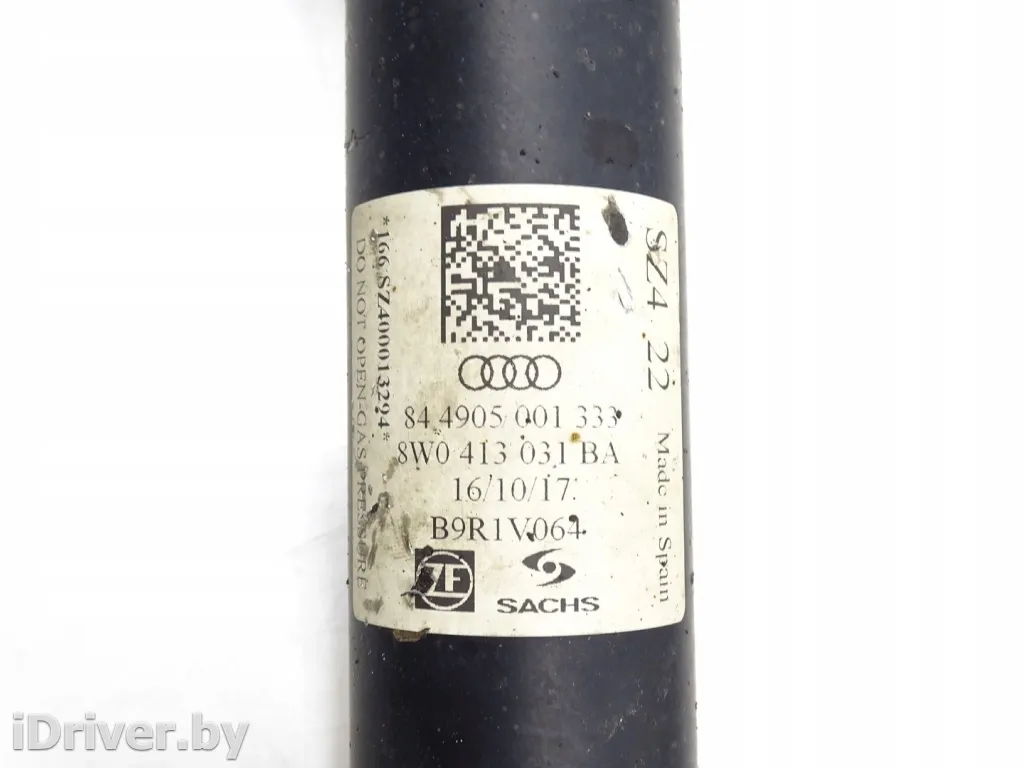 84 4905 001 333
8W0 413 031 BA
16/10/17
B9R1V064
ZF
SACHS
*166 SZ400013294*
DO NOT OPEN-GAS PRESSURE
SZ4 22
Made in Spain
iDriver.by